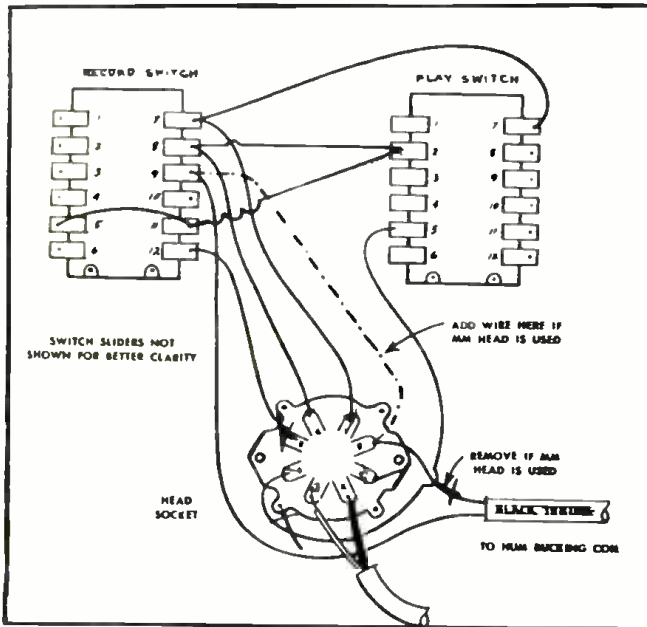 RECORD SWITCH
PLAY SWITCH
1 7
2 8
3 9
4 10
5 11
6 12
1 7
2 8
3 9
4 10
5 11
6 12
SWITCH SLIDERS NOT
SHOWN FOR BETTER CLARITY
ADD WIRE HERE IF
MM HEAD IS USED
REMOVE IF MM
HEAD IS USED
HEAD
SOCKET
BLACK
TO HUM BUCKING COIL